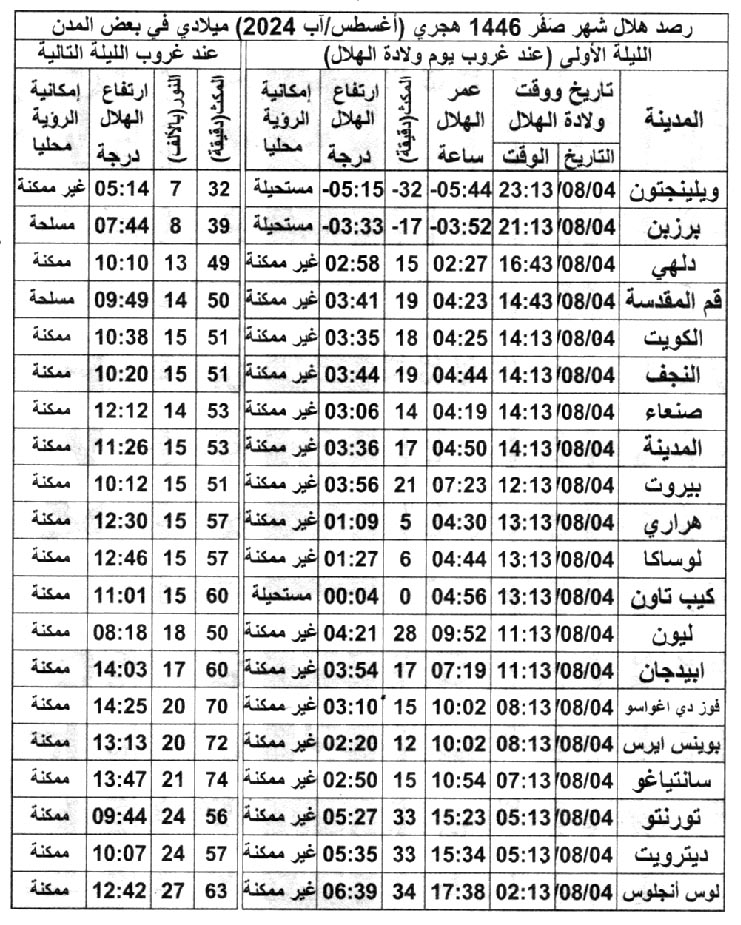 رصد هلال شهر صَفَر 1446 هجري (أغسطس/آب 2024) ميلادي في بعض المدن
الليلة الأولى (عند غروب يوم ولادة الهلال) عند غروب الليلة التالية
المدينة تاريخ ووقت ولادة الهلال عمر الهلال ساعة المكث(دقيقة) ارتفاع الهلال درجة إمكانية الرؤية محليا المكث(دقيقة) النور(بالألف) ارتفاع الهلال درجة إمكانية الرؤية محليا
التاريخ الوقت
ويلينجتون 08/04/ 23:13 -05:44 -32 -05:15 مستحيلة 32 7 05:14 غير ممكنة
برزبن 08/04/ 21:13 -03:52 -17 -03:33 مستحيلة 39 8 07:44 مسلحة
دلهي 08/04/ 16:43 02:27 15 02:58 غير ممكنة 49 13 10:10 ممكنة
قم المقدسة 08/04/ 14:43 04:23 19 03:41 غير ممكنة 50 14 09:49 مسلحة
الكويت 08/04/ 14:13 04:25 18 03:35 غير ممكنة 51 15 10:38 ممكنة
النجف 08/04/ 14:13 04:44 19 03:44 غير ممكنة 51 15 10:20 ممكنة
صنعاء 08/04/ 14:13 04:19 14 03:06 غير ممكنة 53 14 12:12 ممكنة
المدينة 08/04/ 14:13 04:50 17 03:36 غير ممكنة 53 15 11:26 ممكنة
بيروت 08/04/ 12:13 07:23 21 03:56 غير ممكنة 51 15 10:12 ممكنة
هراري 08/04/ 13:13 04:30 5 01:09 غير ممكنة 57 15 12:30 ممكنة
لوساكا 08/04/ 13:13 04:44 6 01:27 غير ممكنة 57 15 12:46 ممكنة
كيب تاون 08/04/ 13:13 04:56 0 00:04 مستحيلة 60 15 11:01 ممكنة
ليون 08/04/ 11:13 09:52 28 04:21 غير ممكنة 50 18 08:18 ممكنة
ابيدجان 08/04/ 11:13 07:19 17 03:54 غير ممكنة 60 17 14:03 ممكنة
فوز دي اغواسو 08/04/ 08:13 10:02 15 03:10 غير ممكنة 70 20 14:25 ممكنة
بوينس ايرس 08/04/ 08:13 10:02 12 02:20 غير ممكنة 72 20 13:13 ممكنة
سانتياغو 08/04/ 07:13 10:54 15 02:50 غير ممكنة 74 21 13:47 ممكنة
تورنتو 08/04/ 05:13 15:23 33 05:27 غير ممكنة 56 24 09:44 ممكنة
ديترويت 08/04/ 05:13 15:34 33 05:35 غير ممكنة 57 24 10:07 ممكنة
لوس أنجلوس 08/04/ 02:13 17:38 34 06:39 غير ممكنة 63 27 12:42 ممكنة